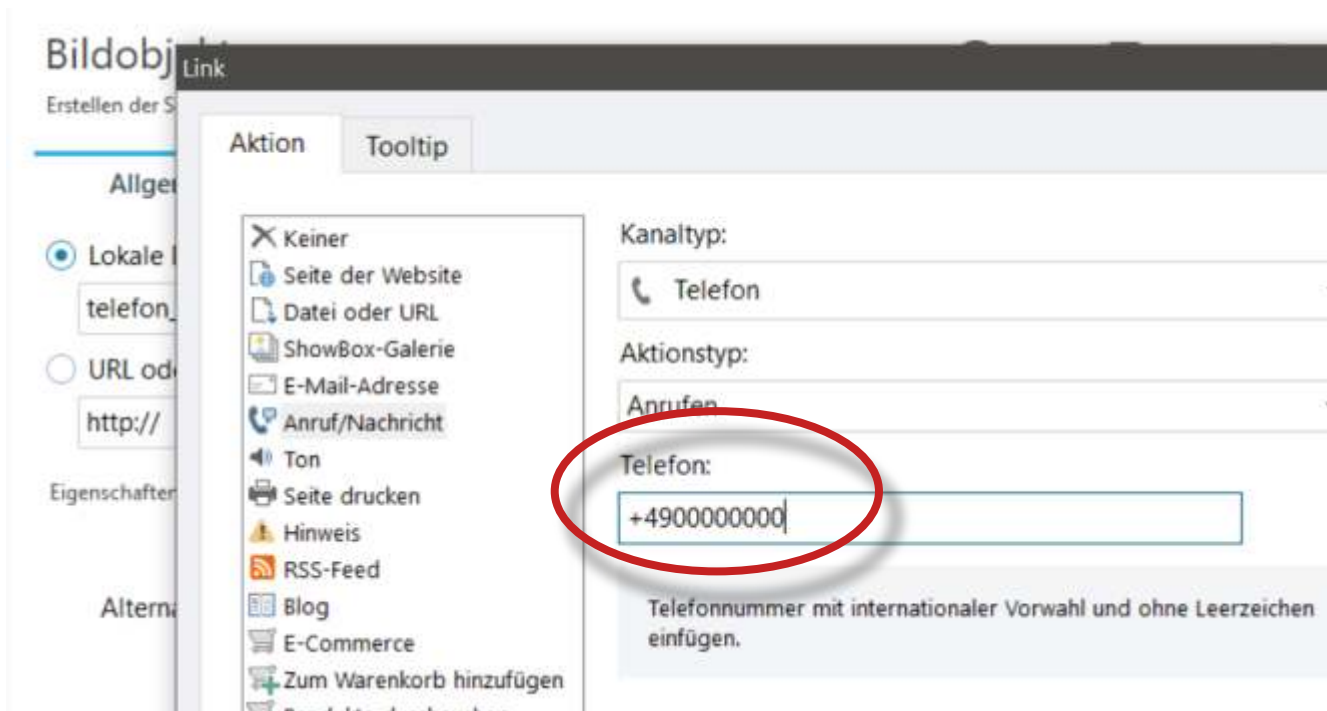 Bildobj
Link
Erstellen der S
Aktion
Tooltip
Allge
Lokale
telefon_
URL ode
http://
Eigenschaften
Alterna
Keiner
Seite der Website
Datei oder URL
ShowBox-Galerie
E-Mail-Adresse
Anruf/Nachricht
Ton
Seite drucken
Hinweis
RSS-Feed
Blog
E-Commerce
Zum Warenkorb hinzufügen
Kanaltyp:
Telefon
Aktionstyp:
Anrufen
Telefon:
+4900000000
Telefonnummer mit internationaler Vorwahl und ohne Leerzeichen
einfügen.